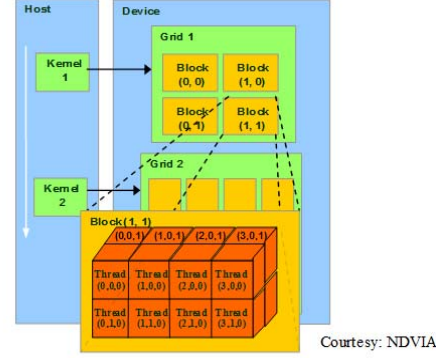 Host
Device
Grid 1
Kernel
1
Block
(0, 0)
Block
(1, 0)
Block
(0, 1)
Block
(1, 1)
Grid 2
Kernel
2
Block(1, 1)
(0,0,1) (1,0,1) (2,0,1) (3,0,1)
Thread Thread Thread Thread
(0,0,0) (1,0,0) (2,0,0) (3,0,0)
Thread Thread Thread Thread
(0,1,0) (1,1,0) (2,1,0) (3,1,0)
Courtesy: NDVIA